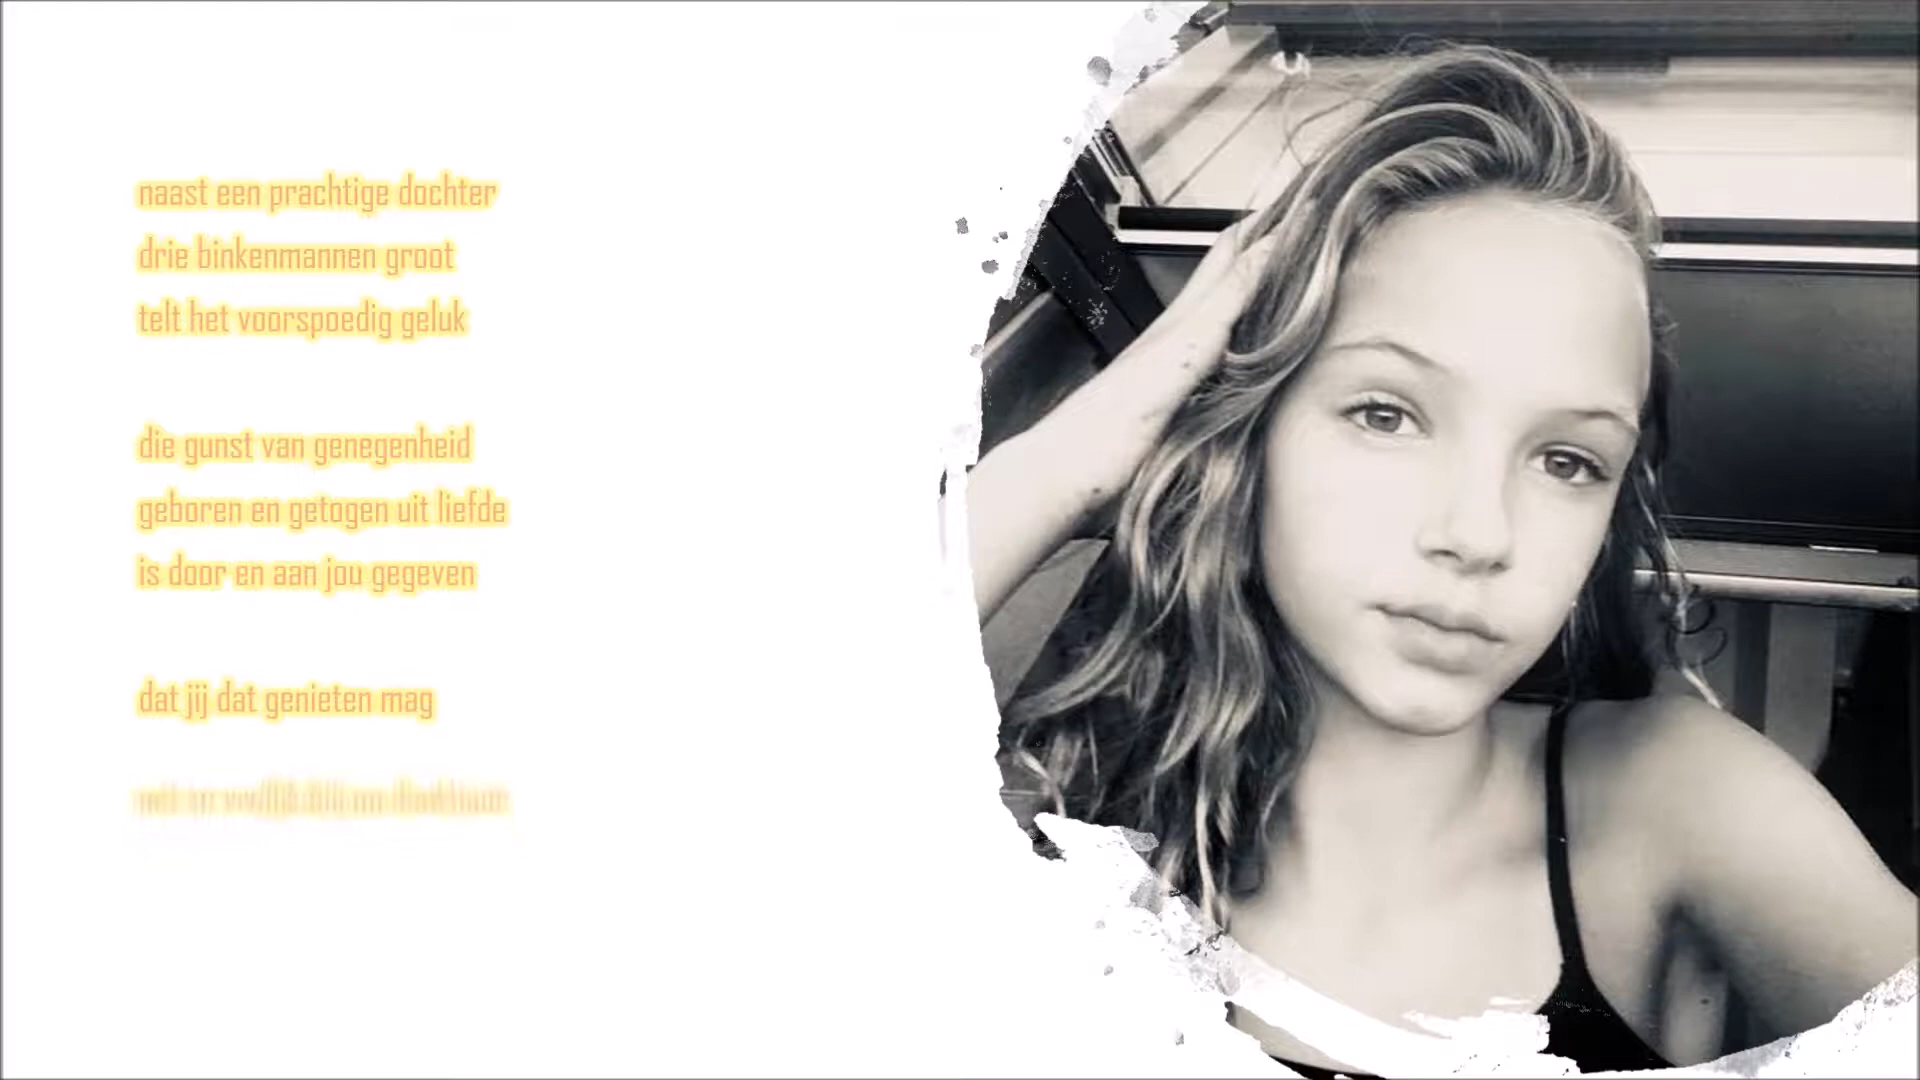 naast een prachtige dochter
drie binkenmannen groot
telt het voorspoedig geluk
die gunst van genegenheid
geboren en getogen uit liefde
is door en aan jou gegeven
dat jij dat genieten mag